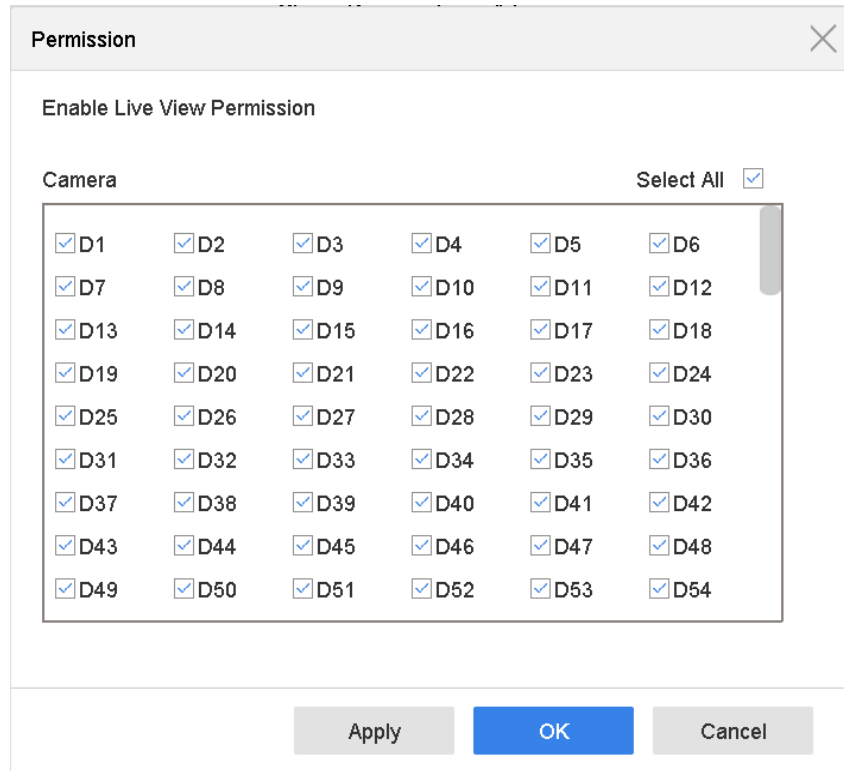 Permission
Enable Live View Permission
Camera Select All
D1 D2 D3 D4 D5 D6
D7 D8 D9 D10 D11 D12
D13 D14 D15 D16 D17 D18
D19 D20 D21 D22 D23 D24
D25 D26 D27 D28 D29 D30
D31 D32 D33 D34 D35 D36
D37 D38 D39 D40 D41 D42
D43 D44 D45 D46 D47 D48
D49 D50 D51 D52 D53 D54
Apply OK Cancel